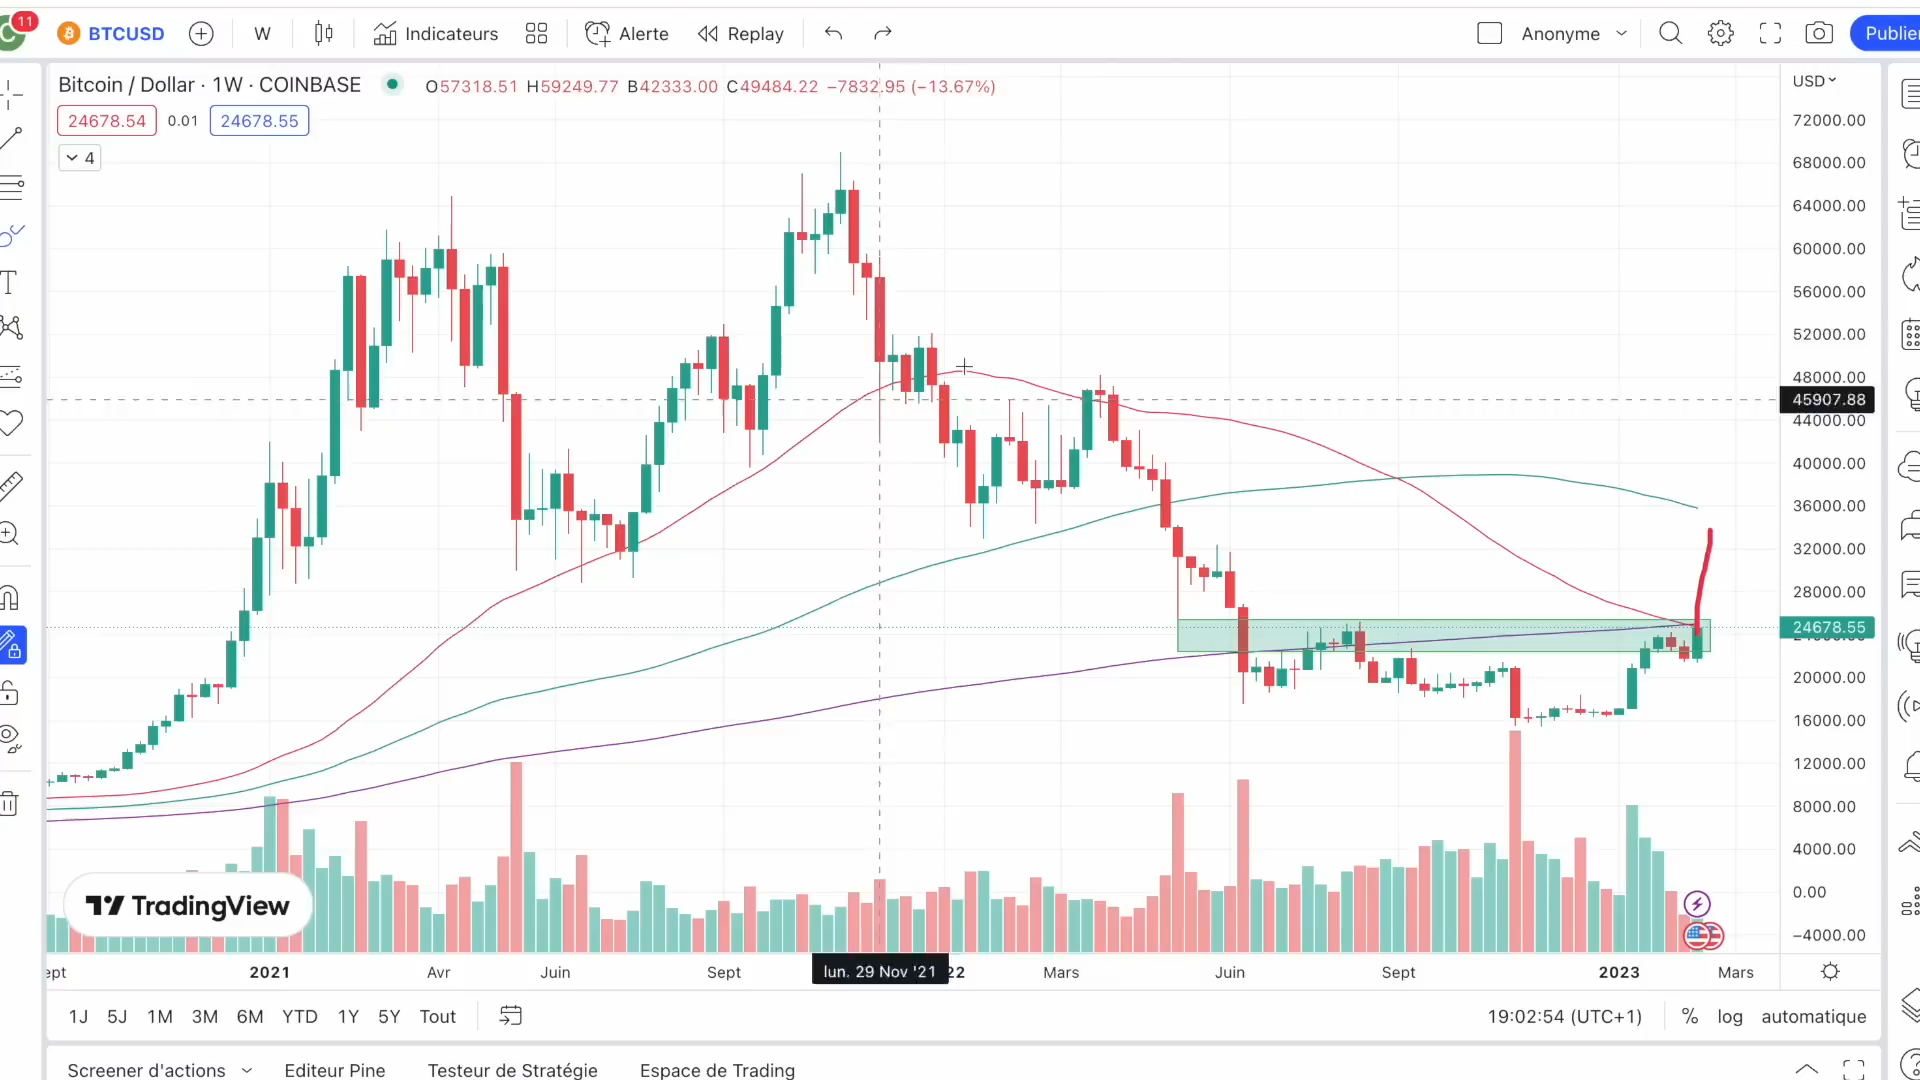 11
BTCUSD W Indicateurs Alerte Replay Anonyme Publier
Bitcoin / Dollar · 1W · COINBASE O57318.51 H59249.77 B42333.00 C49484.22 −7832.95 (−13.67%)
24678.54 0.01 24678.55
4
USD
72000.00
68000.00
64000.00
60000.00
56000.00
52000.00
48000.00
45907.88
44000.00
40000.00
36000.00
32000.00
28000.00
24678.55
20000.00
16000.00
12000.00
8000.00
4000.00
0.00
−4000.00
TradingView
ept 2021 Avr Juin Sept lun. 29 Nov '21 22 Mars Juin Sept 2023 Mars
1J 5J 1M 3M 6M YTD 1Y 5Y Tout 19:02:54 (UTC+1) % log automatique
Screener d'actions Editeur Pine Testeur de Stratégie Espace de Trading